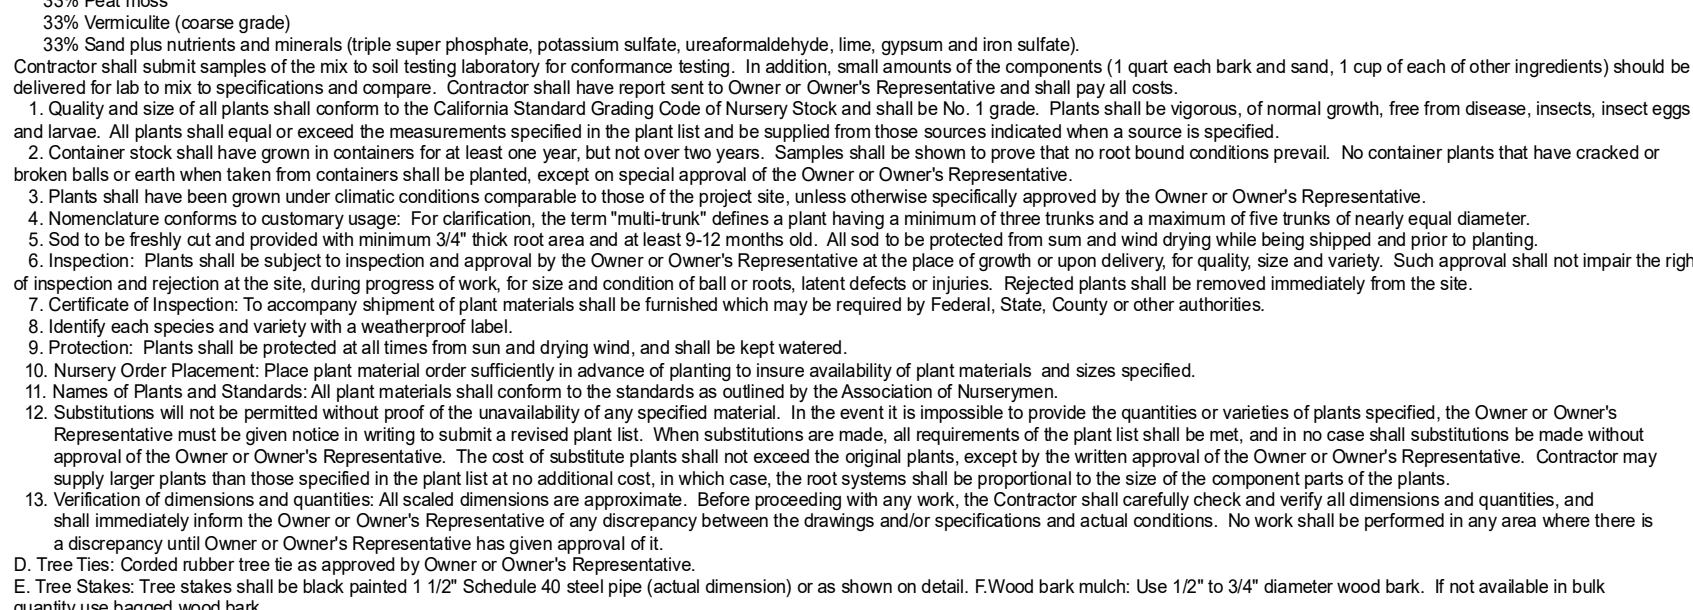 33% Peat moss
33% Vermiculite (coarse grade)
33% Sand plus nutrients and minerals (triple super phosphate, potassium sulfate, ureaformaldehyde, lime, gypsum and iron sulfate).
Contractor shall submit samples of the mix to soil testing laboratory for conformance testing.  In addition, small amounts of the components (1 quart each bark and sand, 1 cup of each of other ingredients) should be
delivered for lab to mix to specifications and compare.  Contractor shall have report sent to Owner or Owner's Representative and shall pay all costs.
1. Quality and size of all plants shall conform to the California Standard Grading Code of Nursery Stock and shall be No. 1 grade.  Plants shall be vigorous, of normal growth, free from disease, insects, insect eggs
and larvae.  All plants shall equal or exceed the measurements specified in the plant list and be supplied from those sources indicated when a source is specified.
2. Container stock shall have grown in containers for at least one year, but not over two years.  Samples shall be shown to prove that no root bound conditions prevail.  No container plants that have cracked or
broken balls or earth when taken from containers shall be planted, except on special approval of the Owner or Owner's Representative.
3. Plants shall have been grown under climatic conditions comparable to those of the project site, unless otherwise specifically approved by the Owner or Owner's Representative.
4. Nomenclature conforms to customary usage:  For clarification, the term "multi-trunk" defines a plant having a minimum of three trunks and a maximum of five trunks of nearly equal diameter.
5. Sod to be freshly cut and provided with minimum 3/4" thick root area and at least 9-12 months old.  All sod to be protected from sum and wind drying while being shipped and prior to planting.
6. Inspection:  Plants shall be subject to inspection and approval by the Owner or Owner's Representative at the place of growth or upon delivery, for quality, size and variety.  Such approval shall not impair the righ
of inspection and rejection at the site, during progress of work, for size and condition of ball or roots, latent defects or injuries.  Rejected plants shall be removed immediately from the site.
7. Certificate of Inspection: To accompany shipment of plant materials shall be furnished which may be required by Federal, State, County or other authorities.
8. Identify each species and variety with a weatherproof label.
9. Protection:  Plants shall be protected at all times from sun and drying wind, and shall be kept watered.
10. Nursery Order Placement: Place plant material order sufficiently in advance of planting to insure availability of plant materials  and sizes specified.
11. Names of Plants and Standards: All plant materials shall conform to the standards as outlined by the Association of Nurserymen.
12. Substitutions will not be permitted without proof of the unavailability of any specified material.  In the event it is impossible to provide the quantities or varieties of plants specified, the Owner or Owner's
Representative must be given notice in writing to submit a revised plant list.  When substitutions are made, all requirements of the plant list shall be met, and in no case shall substitutions be made without
approval of the Owner or Owner's Representative.  The cost of substitute plants shall not exceed the original plants, except by the written approval of the Owner or Owner's Representative.  Contractor may
supply larger plants than those specified in the plant list at no additional cost, in which case, the root systems shall be proportional to the size of the component parts of the plants.
13. Verification of dimensions and quantities: All scaled dimensions are approximate.  Before proceeding with any work, the Contractor shall carefully check and verify all dimensions and quantities, and
shall immediately inform the Owner or Owner's Representative of any discrepancy between the drawings and/or specifications and actual conditions.  No work shall be performed in any area where there is
a discrepancy until Owner or Owner's Representative has given approval of it.
D. Tree Ties: Corded rubber tree tie as approved by Owner or Owner's Representative.
E. Tree Stakes: Tree stakes shall be black painted 1 1/2" Schedule 40 steel pipe (actual dimension) or as shown on detail. F.Wood bark mulch: Use 1/2" to 3/4" diameter wood bark.  If not available in bulk
quantity use bagged wood bark